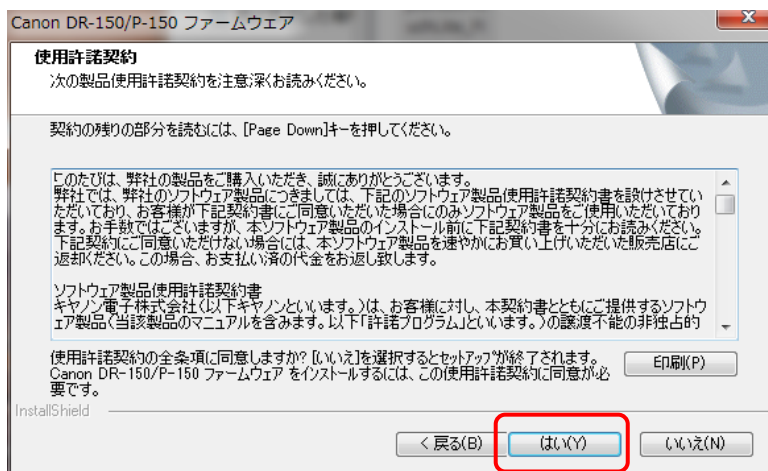 Canon DR-150/P-150 ファームウェア
使用許諾契約
次の製品使用許諾契約を注意深くお読みください。
契約の残りの部分を読むには、[Page Down]キーを押してください。
このたびは、弊社の製品をご購入いただき、誠にありがとうございます。
弊社では、弊社のソフトウェア製品につきましては、下記のソフトウェア製品使用許諾契約書を設けさせてい
ただいており、お客様が下記契約書にご同意いただいた場合にのみソフトウェア製品をご使用いただいており
ます。お手数ではございますが、本ソフトウェア製品のインストール前に下記契約書を十分にお読みください。
下記契約にご同意いただけない場合には、本ソフトウェア製品を速やかにお買い上げいただいた販売店にご
返却ください。この場合、お支払い済の代金をお返し致します。
ソフトウェア製品使用許諾契約書
キヤノン電子株式会社(以下キヤノンといいます。)は、お客様に対し、本契約書とともにご提供するソフトウ
ェア製品(当該製品のマニュアルを含みます。以下「許諾プログラム」といいます。)の譲渡不能の非独占的
使用許諾契約の全条項に同意しますか? [いいえ]を選択するとセットアップが終了されます。
Canon DR-150/P-150 ファームウェア をインストールするには、この使用許諾契約に同意が必
要です。
印刷(P)
InstallShield
< 戻る(B)
はい(Y)
いいえ(N)